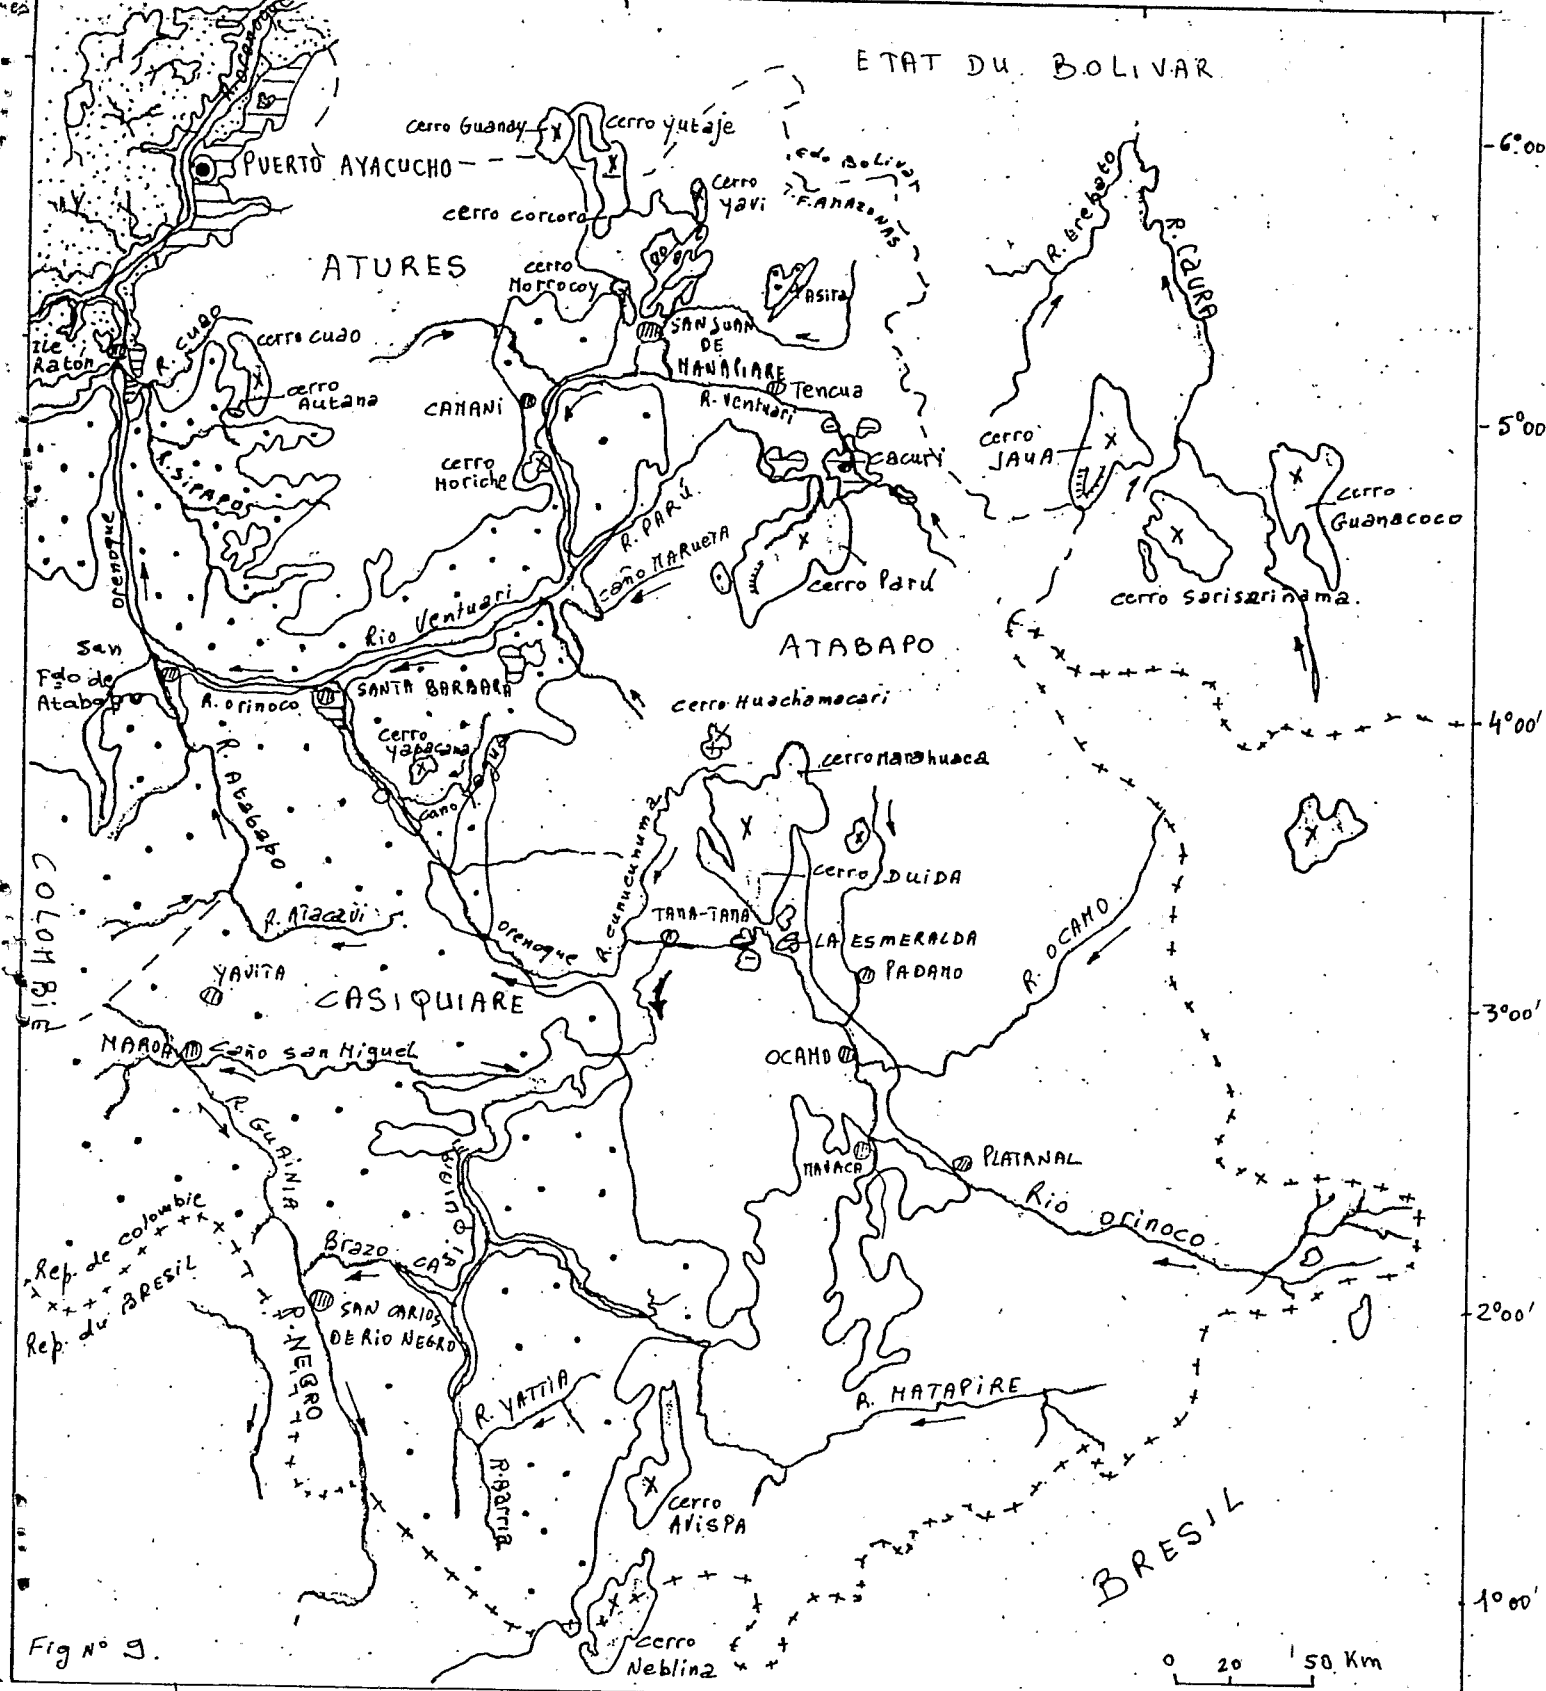 ETAT DU BOLIVAR
6°00
cerro Guanay
cerro yutaje
PUERTO AYACUCHO
Edo Bolivar
T.F. AMAZONAS
cerro
yavi
cerro corcoro
R. Erebato
R. CAURA
ATURES
cerro
Morrocoy
Asita
SAN JUAN
DE
MANAPIARE
R. cuao
cerro cuao
Ile
Ratón
cerro
Autana
CAMANI
Tencua
R. Ventuari
5°00
cerro
JAUA
cacuri
cerro
Moriche
R. SIPAPO
cerro
Guanacoco
R. PARÚ
caño MARUETA
orenoque
cerro Parú
cerro Sarisariñama.
Rio Ventuari
ATABAPO
San
Fdo de
Atabapo
R. orinoco
SANTA BARBARA
cerro Huachamacari
4°00'
cerro
yapacana
cerro Marahuaca
R. Atabapo
caño
R. cunucunuma
COLOMBIE
cerro DUIDA
R. Atacavi
TAMA-TAMA
orenoque
LA ESMERALDA
R. OCAMO
PADAMO
YAVITA
CASIQUIARE
3°00'
MAROA
Caño San Miguel
OCAMO
R. GUAINIA
MAVACA
PLATANAL
Rio orinoco
Rep. de colombie
Rep. du BRESIL
Brazo
CASIQUIARE
SAN CARLOS
DE RIO NEGRO
2°00'
R. NEGRO
R. YATTIA
R. MATAPIRE
R. Barria
cerro
AVISPA
BRESIL
1°00'
cerro
Neblina
Fig N° 9.
0 20 50 Km